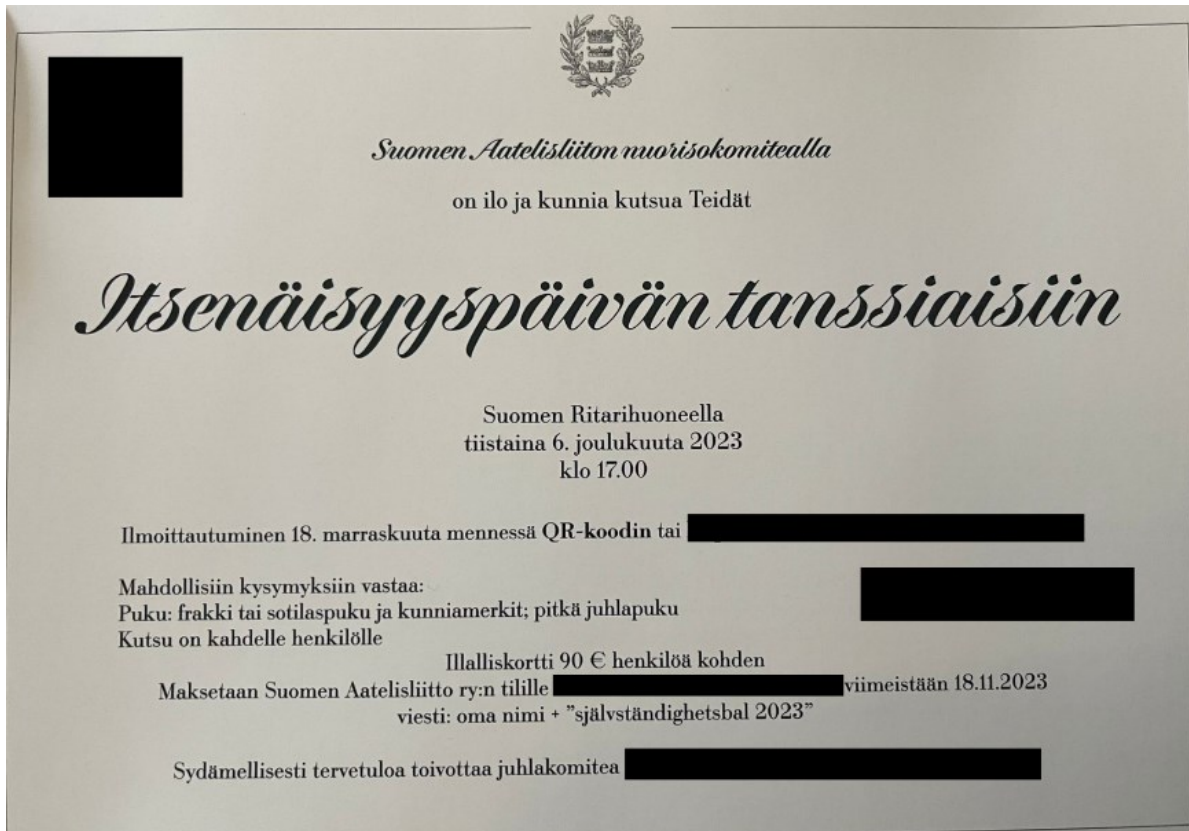 Suomen Aatelisliiton nuorisokomitealla
on ilo ja kunnia kutsua Teidät
Itsenäisyyspäivän tanssiaisiin
Suomen Ritarihuoneella
tiistaina 6. joulukuuta 2023
klo 17.00
Ilmoittautuminen 18. marraskuuta mennessä QR-koodin tai
Mahdollisiin kysymyksiin vastaa:
Puku: frakki tai sotilaspuku ja kunniamerkit; pitkä juhlapuku
Kutsu on kahdelle henkilölle
Illalliskortti 90 € henkilöä kohden
Maksetaan Suomen Aatelisliitto ry:n tilille viimeistään 18.11.2023
viesti: oma nimi + "självständighetsbal 2023"
Sydämellisesti tervetuloa toivottaa juhlakomitea